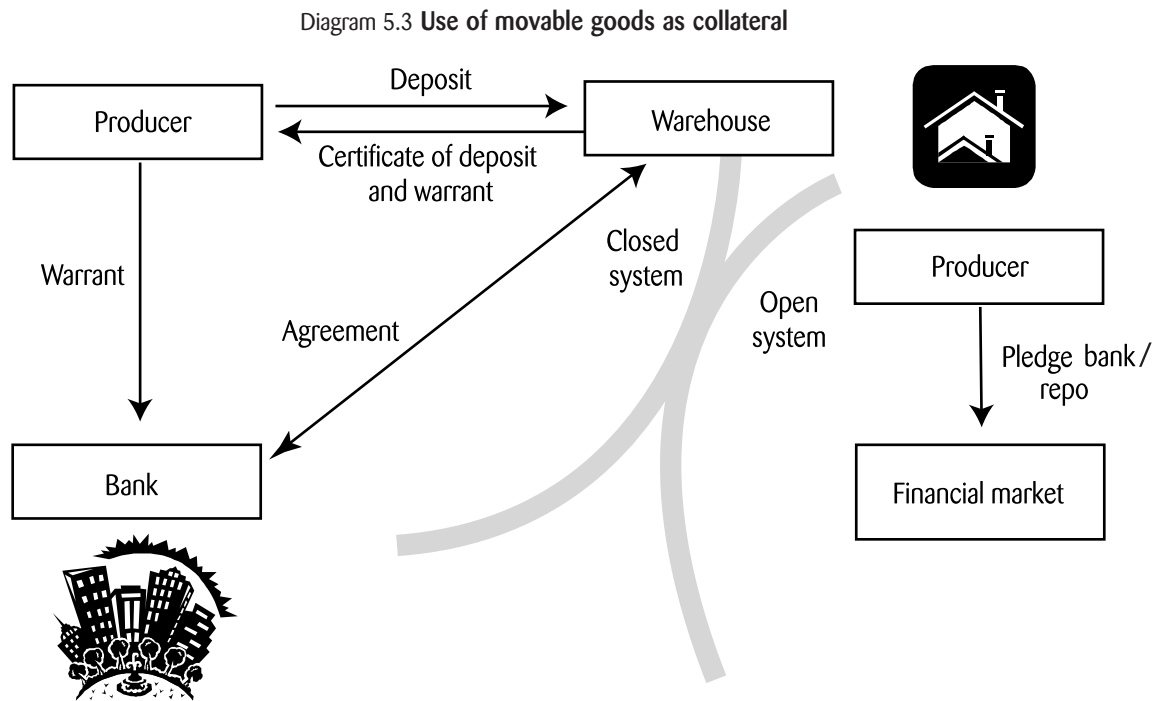 Diagram 5.3 Use of movable goods as collateral
Deposit
Producer
Warehouse
Certificate of deposit
and warrant
Closed
system
Producer
Warrant
Open
system
Agreement
Pledge bank/
repo
Bank
Financial market